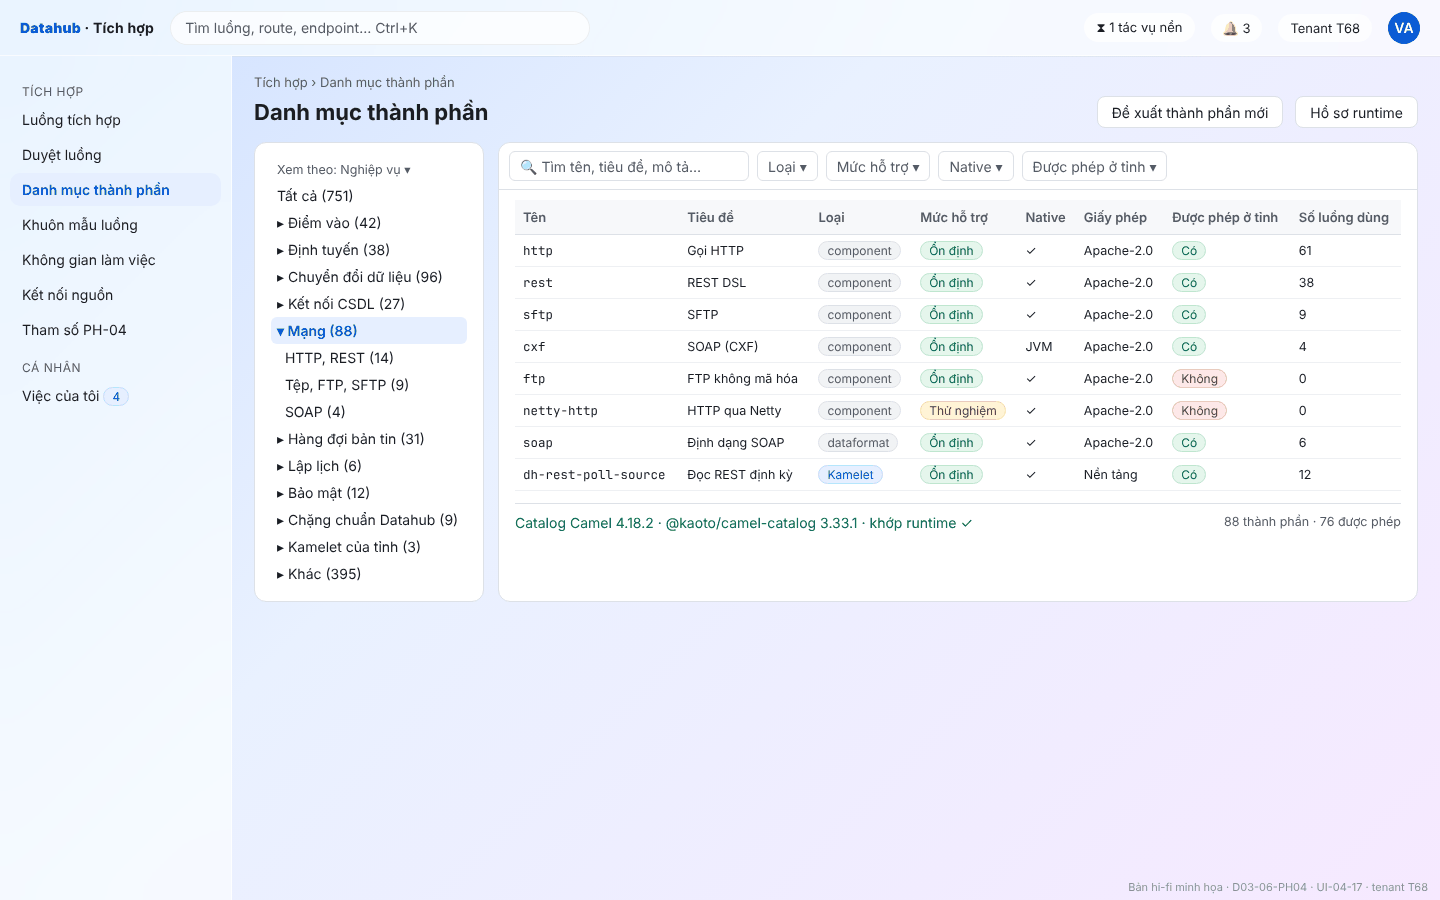 Datahub · Tích hợp
Tìm luồng, route, endpoint... Ctrl+K
1 tác vụ nền
3
Tenant T68
VA
TÍCH HỢP
Luồng tích hợp
Duyệt luồng
Danh mục thành phần
Khuôn mẫu luồng
Không gian làm việc
Kết nối nguồn
Tham số PH-04
CÁ NHÂN
Việc của tôi 4
Tích hợp › Danh mục thành phần
Danh mục thành phần
Đề xuất thành phần mới
Hồ sơ runtime
Xem theo: Nghiệp vụ ▾
Tất cả (751)
▸ Điểm vào (42)
▸ Định tuyến (38)
▸ Chuyển đổi dữ liệu (96)
▸ Kết nối CSDL (27)
▾ Mạng (88)
HTTP, REST (14)
Tệp, FTP, SFTP (9)
SOAP (4)
▸ Hàng đợi bản tin (31)
▸ Lập lịch (6)
▸ Bảo mật (12)
▸ Chặng chuẩn Datahub (9)
▸ Kamelet của tỉnh (3)
▸ Khác (395)
Tìm tên, tiêu đề, mô tả... Loại ▾ Mức hỗ trợ ▾ Native ▾ Được phép ở tỉnh ▾
Tên Tiêu đề Loại Mức hỗ trợ Native Giấy phép Được phép ở tỉnh Số luồng dùng
http Gọi HTTP component Ổn định ✓ Apache-2.0 Có 61
rest REST DSL component Ổn định ✓ Apache-2.0 Có 38
sftp SFTP component Ổn định ✓ Apache-2.0 Có 9
cxf SOAP (CXF) component Ổn định JVM Apache-2.0 Có 4
ftp FTP không mã hóa component Ổn định ✓ Apache-2.0 Không 0
netty-http HTTP qua Netty component Thử nghiệm ✓ Apache-2.0 Không 0
soap Định dạng SOAP dataformat Ổn định ✓ Apache-2.0 Có 6
dh-rest-poll-source Đọc REST định kỳ Kamelet Ổn định ✓ Nền tảng Có 12
Catalog Camel 4.18.2 · @kaoto/camel-catalog 3.33.1 · khớp runtime ✓
88 thành phần · 76 được phép
Bản hi-fi minh họa · D03-06-PH04 · UI-04-17 · tenant T68